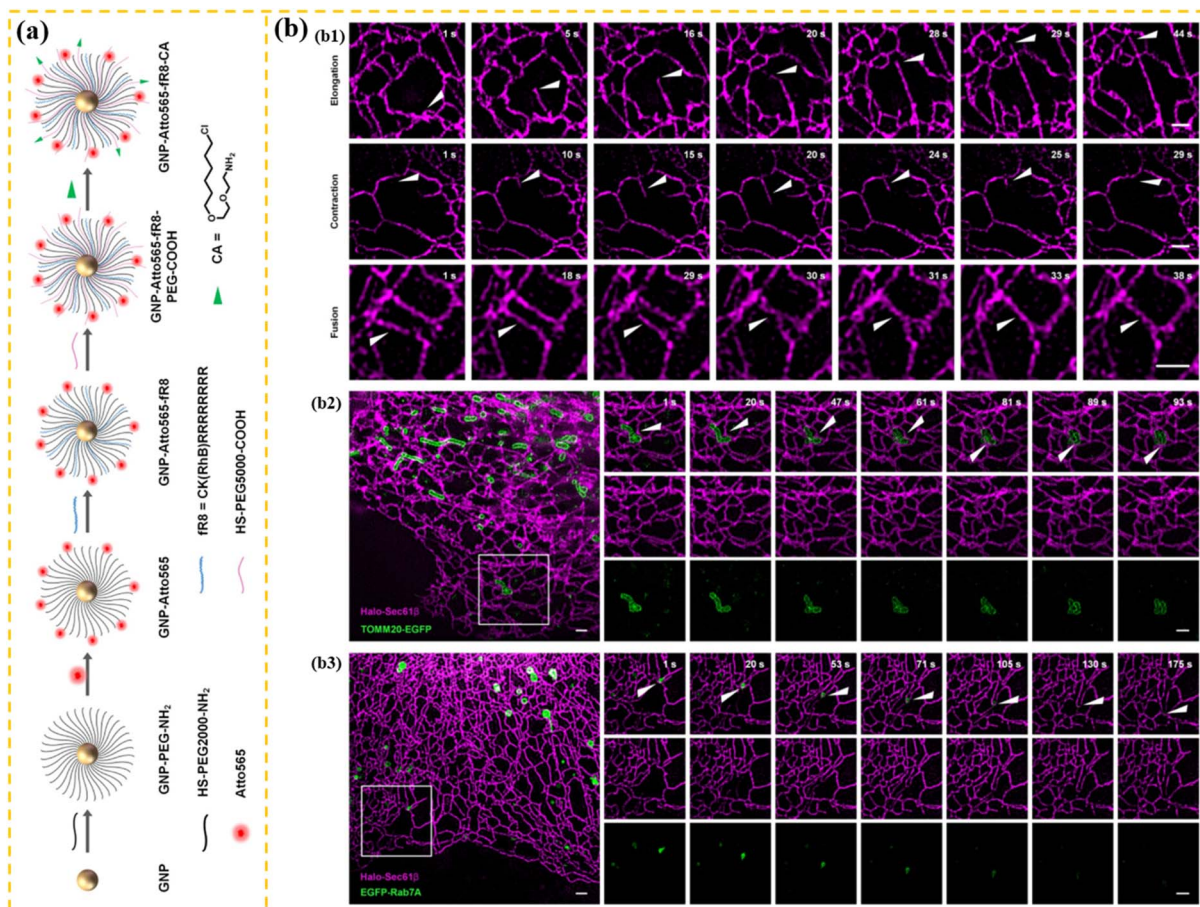 (a)
GNP
GNP-PEG-NH₂
GNP-Atto565
GNP-Atto565-fR8
GNP-Atto565-fR8-
PEG-COOH
GNP-Atto565-fR8-CA
HS-PEG2000-NH₂
Atto565
fR8 = CK(RhB)RRRRRRRR
HS-PEG5000-COOH
CA =
O
O
NH₂
Cl
(b)
(b1)
Elongation
1 s
5 s
16 s
20 s
28 s
29 s
44 s
Contraction
1 s
10 s
15 s
20 s
24 s
25 s
29 s
Fusion
1 s
18 s
29 s
30 s
31 s
33 s
38 s
(b2)
Halo-Sec61β
TOMM20-EGFP
1 s
20 s
47 s
61 s
81 s
89 s
93 s
(b3)
Halo-Sec61β
EGFP-Rab7A
1 s
20 s
53 s
71 s
105 s
130 s
175 s